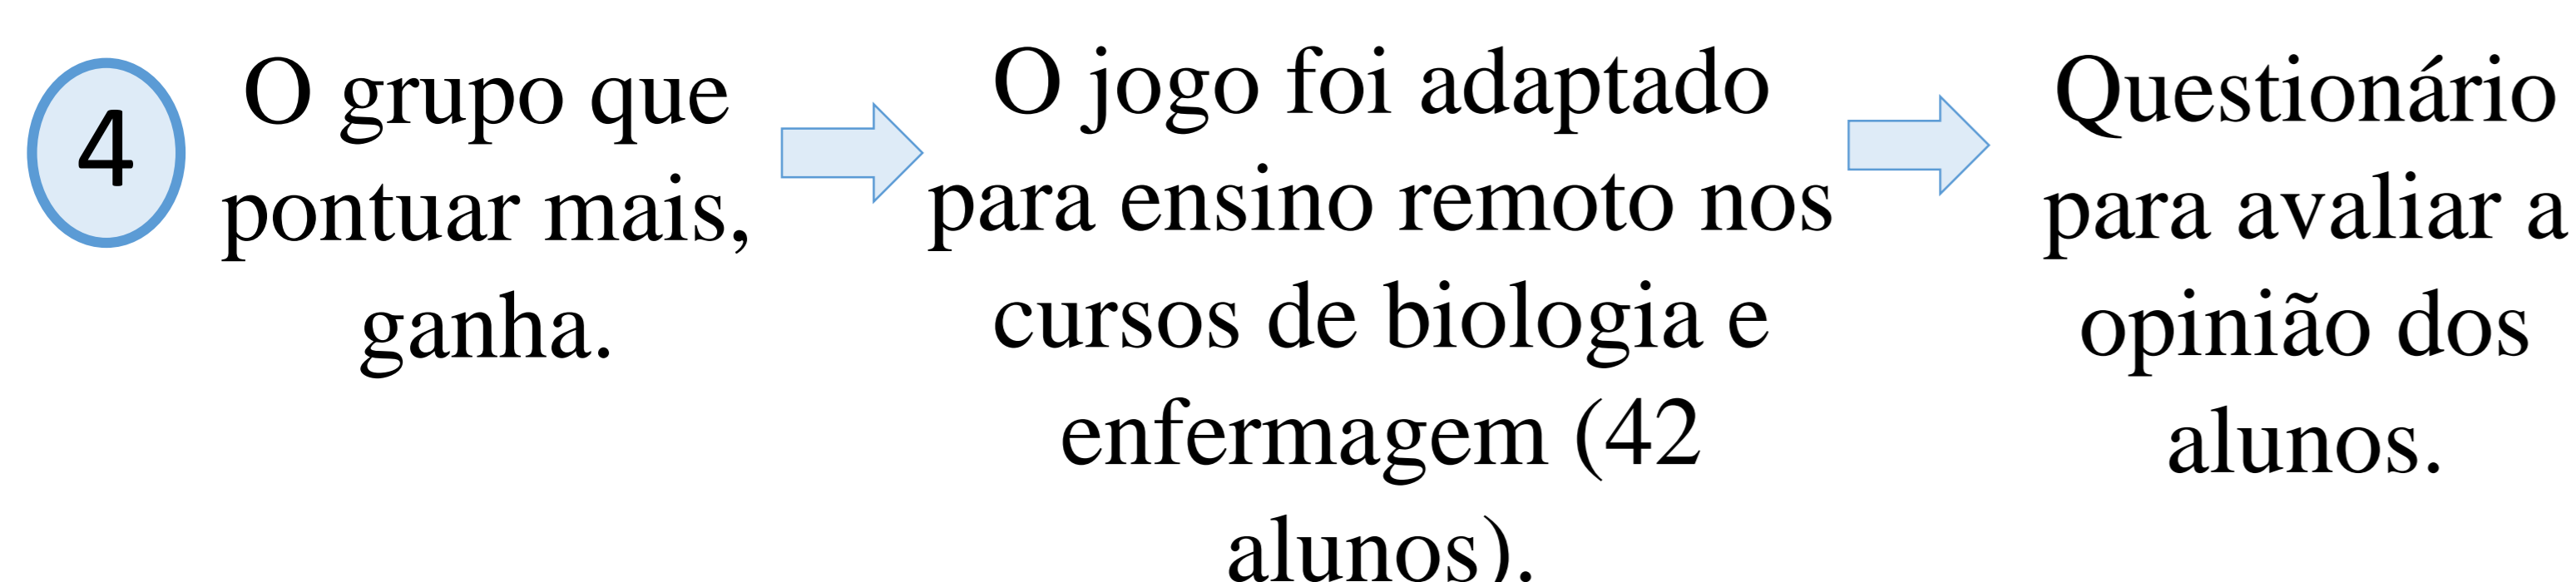 4
O grupo que
pontuar mais,
ganha.
O jogo foi adaptado
para ensino remoto nos
cursos de biologia e
enfermagem (42
alunos).
Questionário
para avaliar a
opinião dos
alunos.